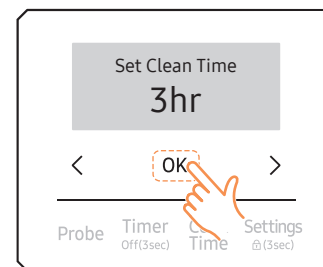 Set Clean Time
3hr
< OK >
Probe Timer Time Settings
Off(3sec) (3sec)